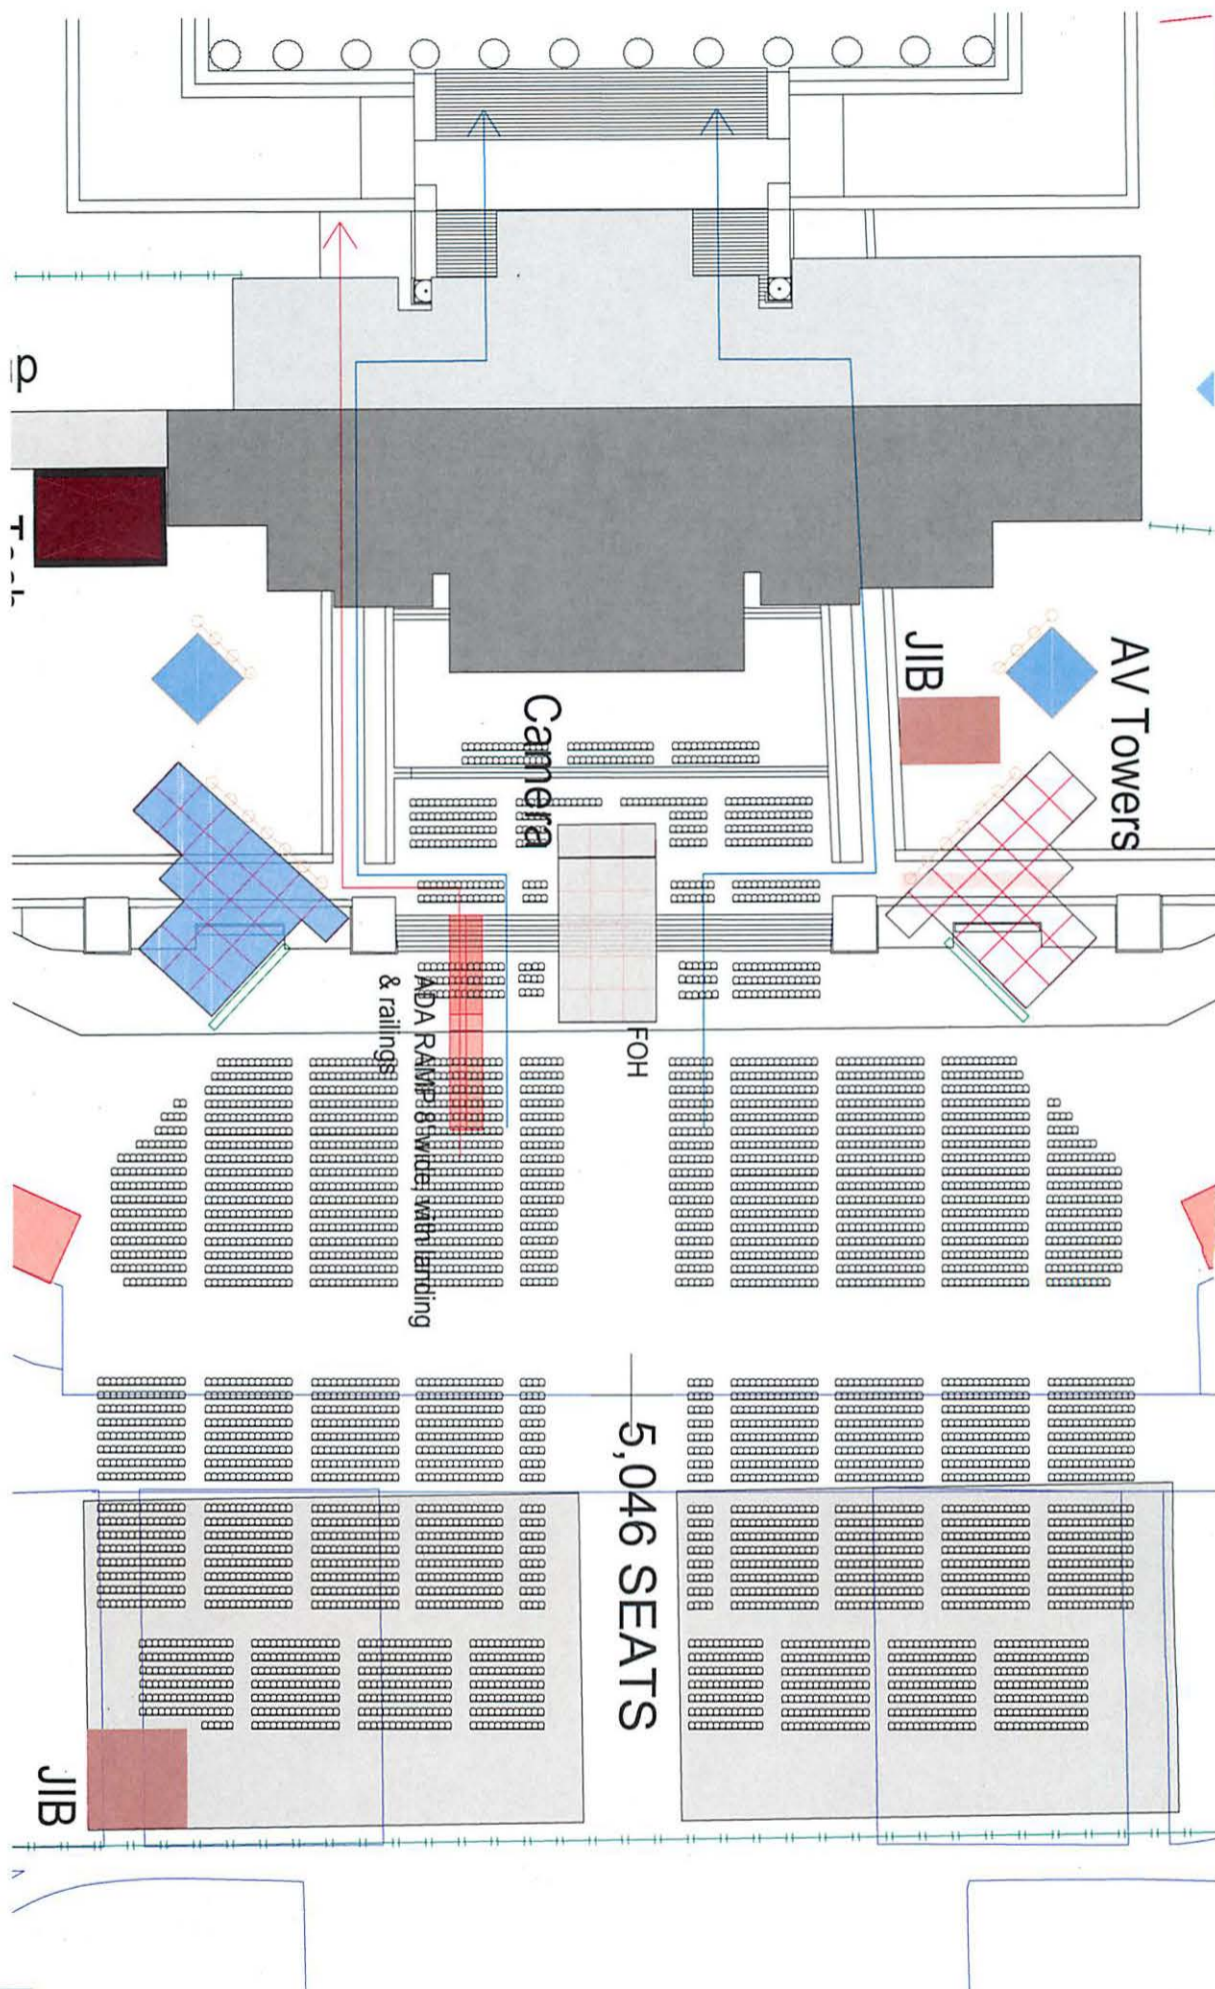 AV Towers
JIB
Camera
FOH
ADA RAMP 8' wide, with landing
& railings
5,046 SEATS
JIB